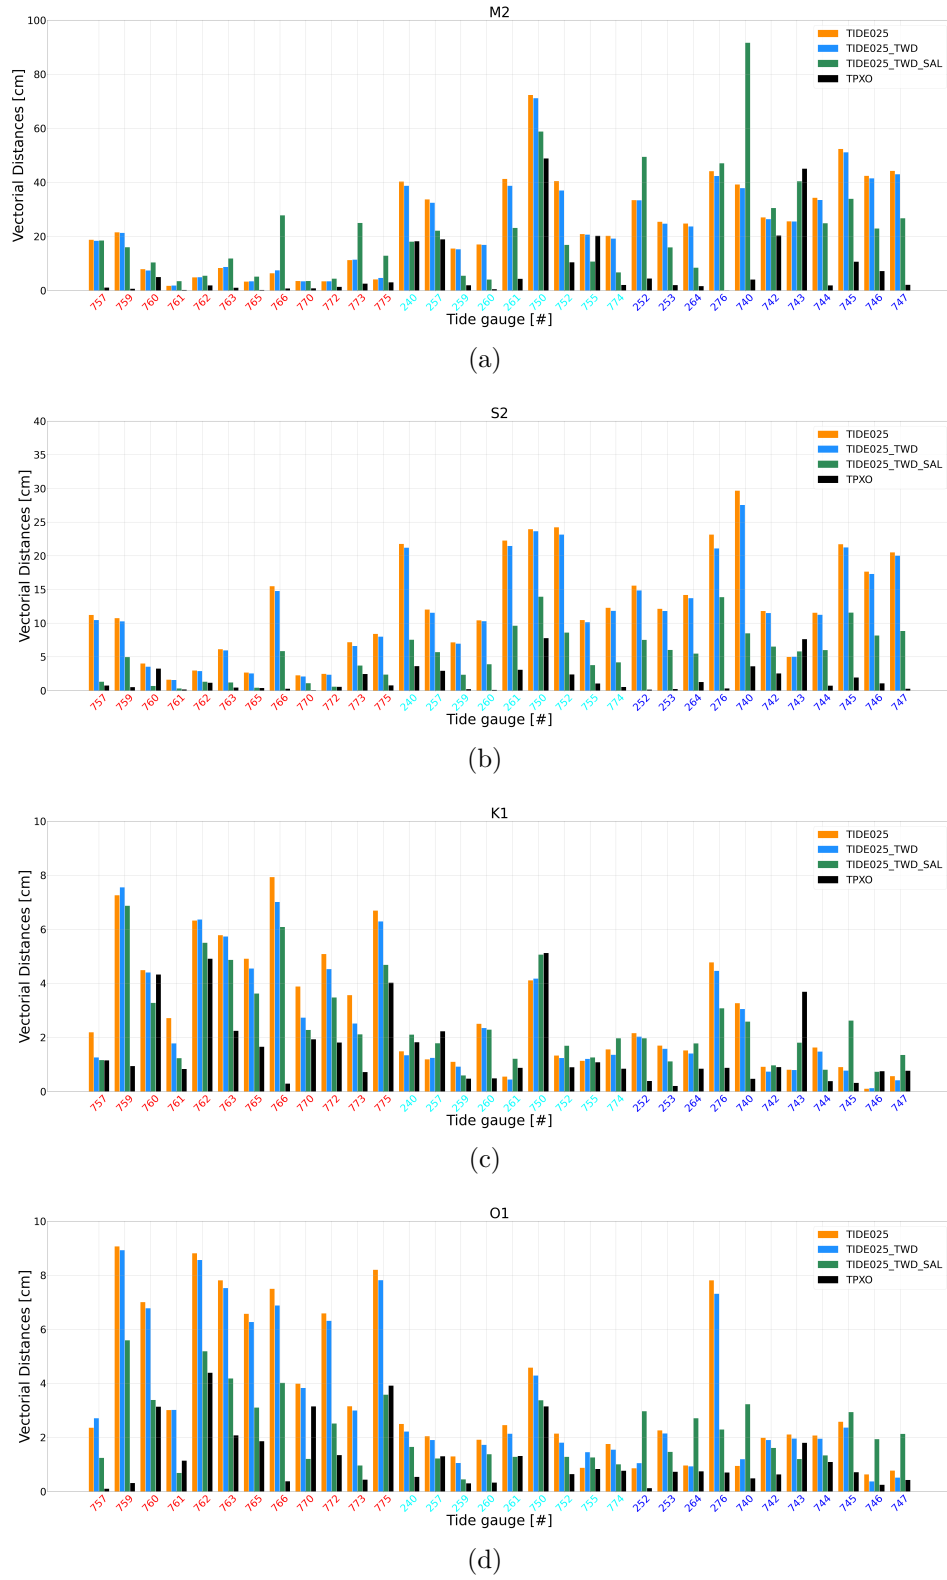 M2
100
80
60
40
20
0
Vectorial Distances [cm]
TIDE025
TIDE025_TWD
TIDE025_TWD_SAL
TPXO
757 759 760 761 762 763 765 766 770 772 773 775 240 257 259 260 261 750 752 755 774 252 253 264 276 740 742 743 744 745 746 747
Tide gauge [#]
(a)
S2
40
35
30
25
20
15
10
5
0
Vectorial Distances [cm]
TIDE025
TIDE025_TWD
TIDE025_TWD_SAL
TPXO
757 759 760 761 762 763 765 766 770 772 773 775 240 257 259 260 261 750 752 755 774 252 253 264 276 740 742 743 744 745 746 747
Tide gauge [#]
(b)
K1
10
8
6
4
2
0
Vectorial Distances [cm]
TIDE025
TIDE025_TWD
TIDE025_TWD_SAL
TPXO
757 759 760 761 762 763 765 766 770 772 773 775 240 257 259 260 261 750 752 755 774 252 253 264 276 740 742 743 744 745 746 747
Tide gauge [#]
(c)
O1
10
8
6
4
2
0
Vectorial Distances [cm]
TIDE025
TIDE025_TWD
TIDE025_TWD_SAL
TPXO
757 759 760 761 762 763 765 766 770 772 773 775 240 257 259 260 261 750 752 755 774 252 253 264 276 740 742 743 744 745 746 747
Tide gauge [#]
(d)